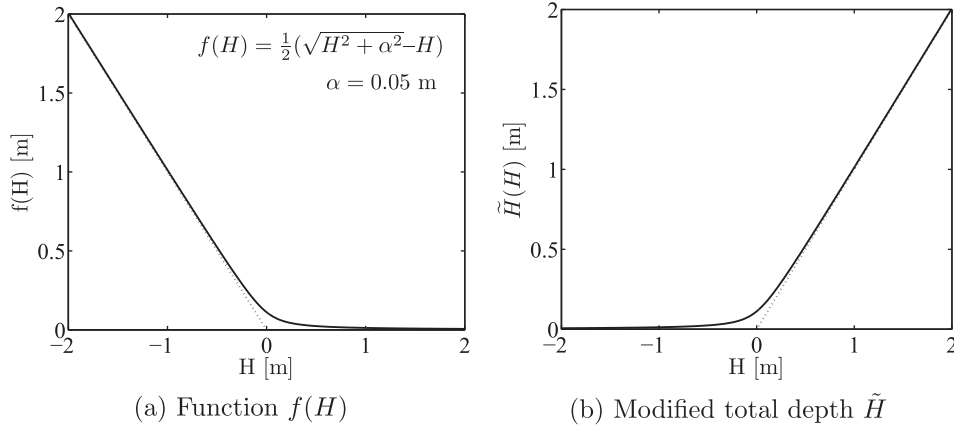 2
1.5
1
0.5
0
f(H) [m]
f(H) = ½(√H² + α² –H)
α = 0.05 m
−2 −1 0 1 2
H [m]
(a) Function f(H)
2
1.5
1
0.5
0
H̃(H) [m]
−2 −1 0 1 2
H [m]
(b) Modified total depth H̃